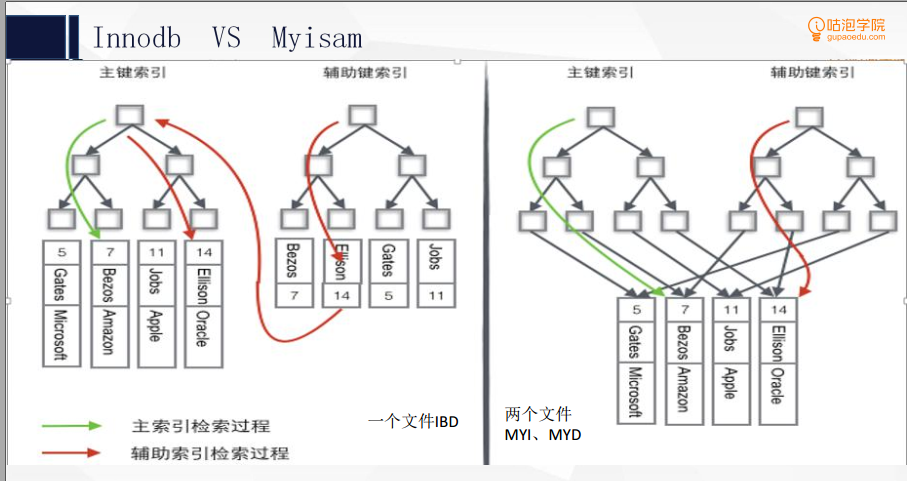 Innodb VS Myisam
咕泡学院
gupaoedu.com
主键索引
辅助键索引
5
Gates
Microsoft
7
Bezos
Amazon
11
Jobs
Apple
14
Ellison
Oracle
Bezos
7
Ellison
14
Gates
5
Jobs
11
主索引检索过程
辅助索引检索过程
一个文件IBD
主键索引
辅助键索引
5
Gates
Microsoft
7
Bezos
Amazon
11
Jobs
Apple
14
Ellison
Oracle
两个文件
MYI、MYD